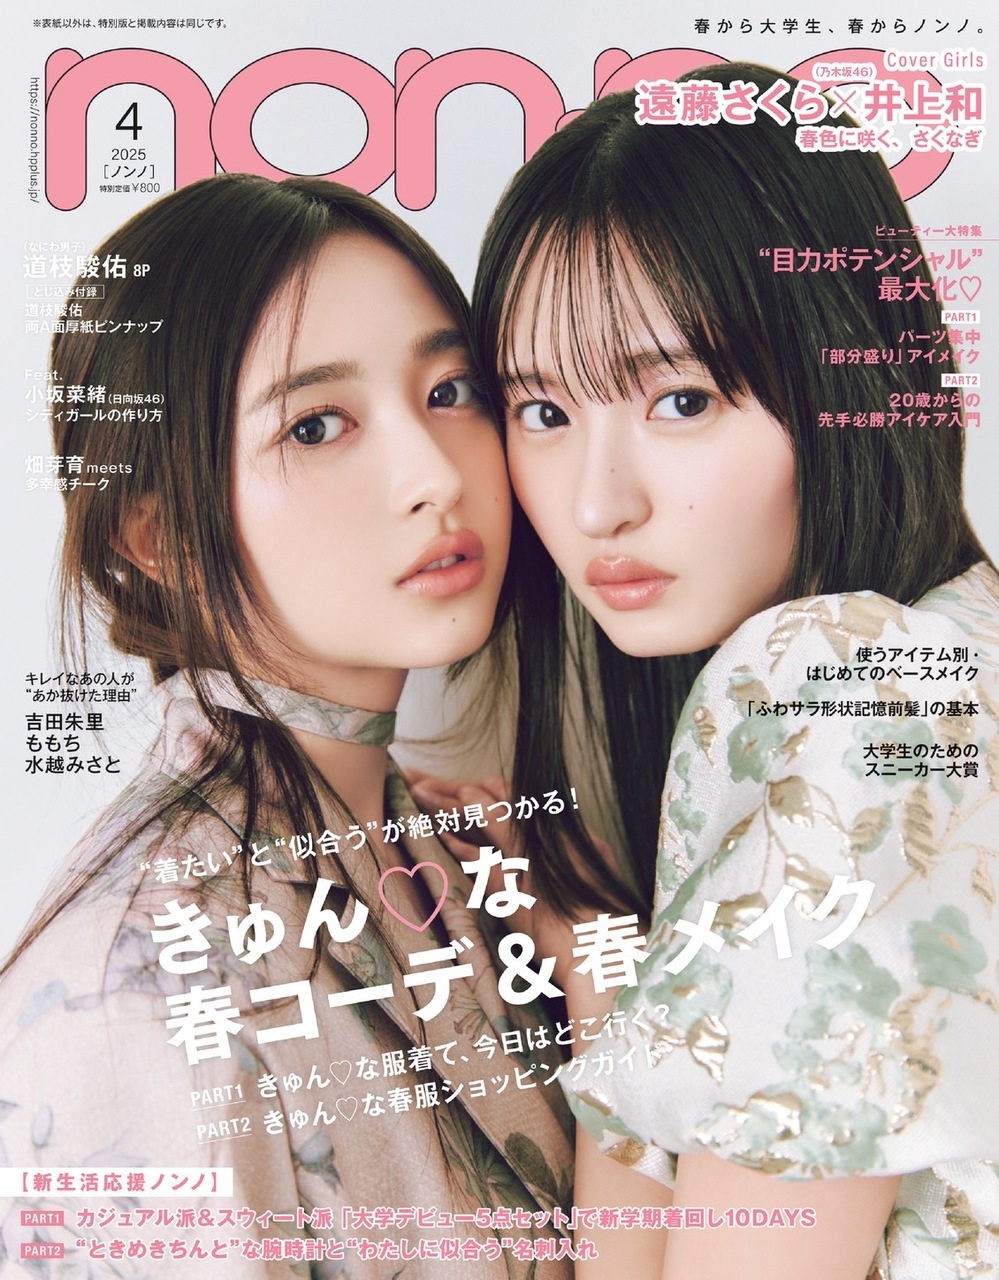 ※表紙以外は、特別版と掲載内容は同じです。
春から大学生、春からノンノ。
non-no
https://nonno.hpplus.jp/
4
2025
[ノンノ]
特別定価¥800
Cover Girls
(乃木坂46)
遠藤さくら×井上和
春色に咲く、さくなぎ
(なにわ男子)
道枝駿佑 8P
とじ込み付録
道枝駿佑
両A面厚紙ピンナップ
Feat.
小坂菜緒(日向坂46)
シティガールの作り方
畑芽育meets
多幸感チーク
ビューティー大特集
“目力ポテンシャル”
最大化♡
PART1
パーツ集中
「部分盛り」アイメイク
PART2
20歳からの
先手必勝アイケア入門
キレイなあの人が
“あか抜けた理由”
吉田朱里
ももち
水越みさと
使うアイテム別・
はじめてのベースメイク
「ふわサラ形状記憶前髪」の基本
大学生のための
スニーカー大賞
“着たい”と“似合う”が絶対見つかる！
きゅん♡な
春コーデ&春メイク
PART1 きゅん♡な服着て、今日はどこ行く？
PART2 きゅん♡な春服ショッピングガイド
【新生活応援ノンノ】
PART1 カジュアル派&スウィート派「大学デビュー5点セット」で新学期着回し10DAYS
PART2 “ときめききちんと”な腕時計と“わたしに似合う”名刺入れ